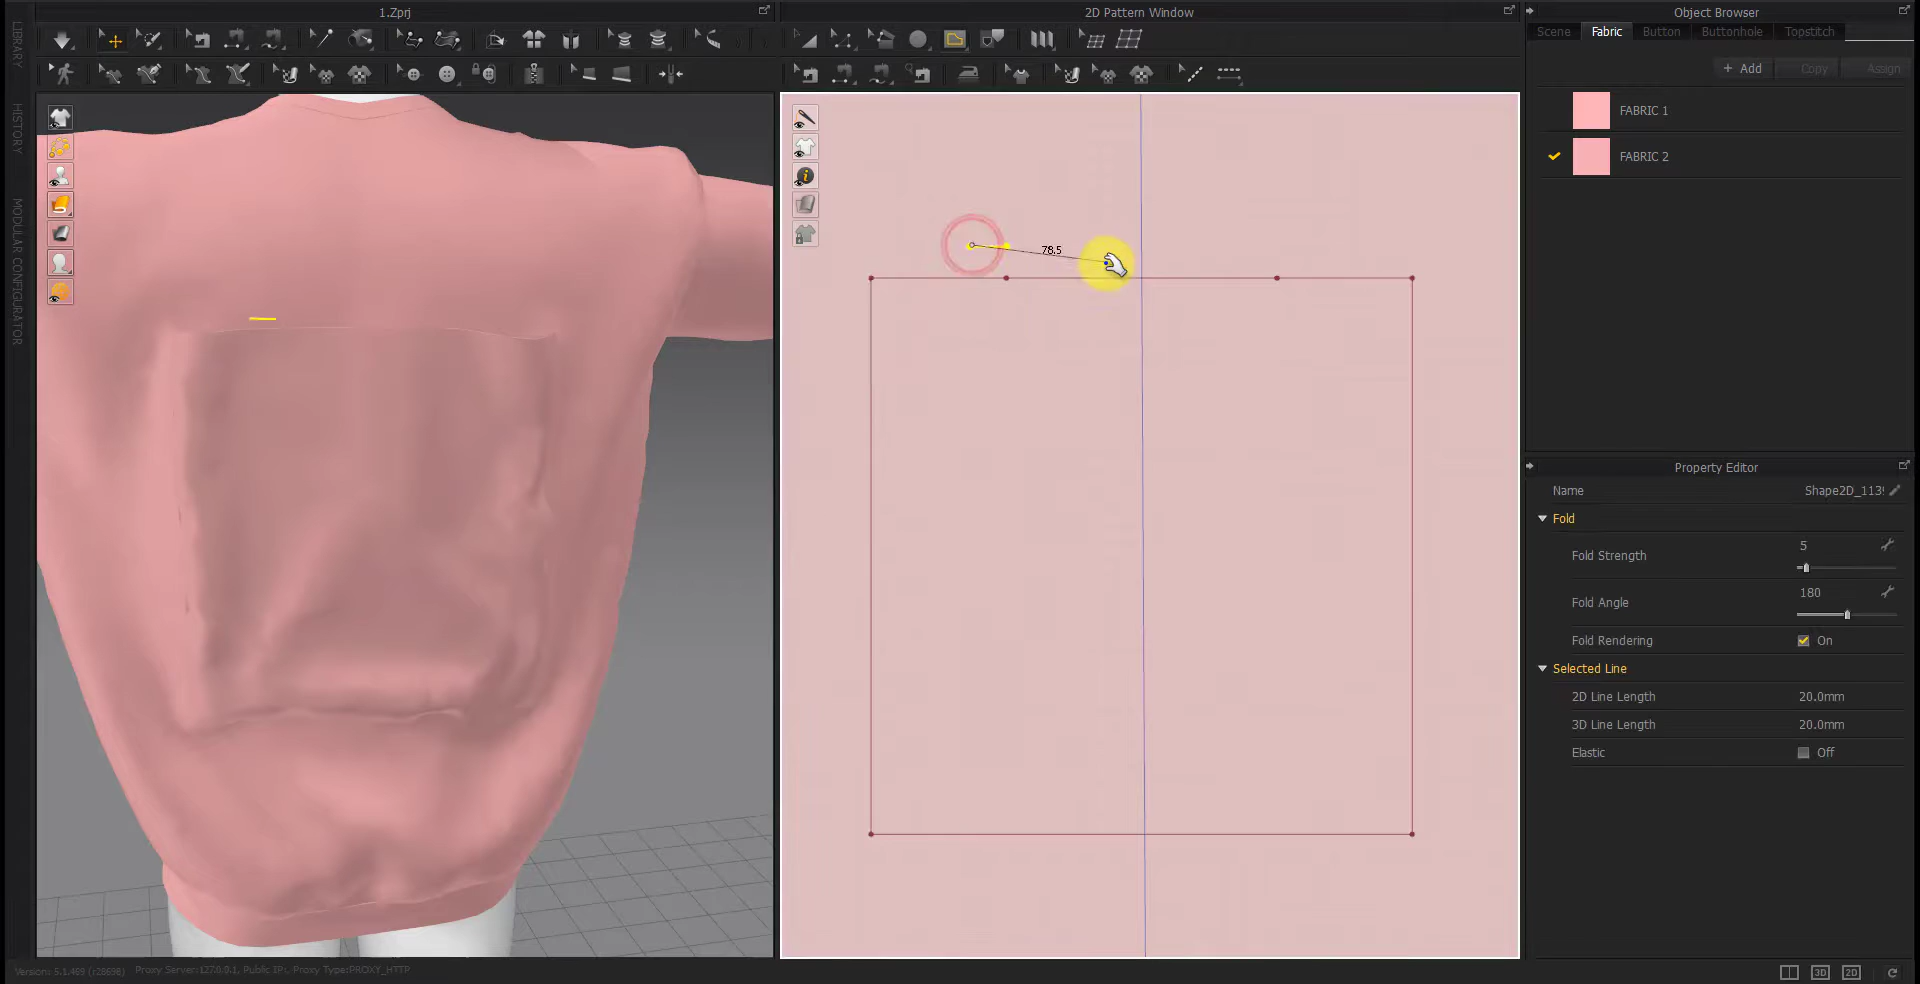 1.Zprj
2D Pattern Window
Object Browser
Scene
Fabric
Button
Buttonhole
Topstitch
+ Add
Copy
Assign
FABRIC 1
FABRIC 2
LIBRARY
HISTORY
MODULAR CONFIGURATOR
78.5
Property Editor
Name
Fold
Fold Strength
5
Fold Angle
180
Fold Rendering
On
Selected Line
2D Line Length
20.0mm
3D Line Length
20.0mm
Elastic
Off
Version: 5.1.469 (r28698)
Proxy Server:127.0.0.1, Public IP:, Proxy Type:PROXY_HTTP
3D
2D